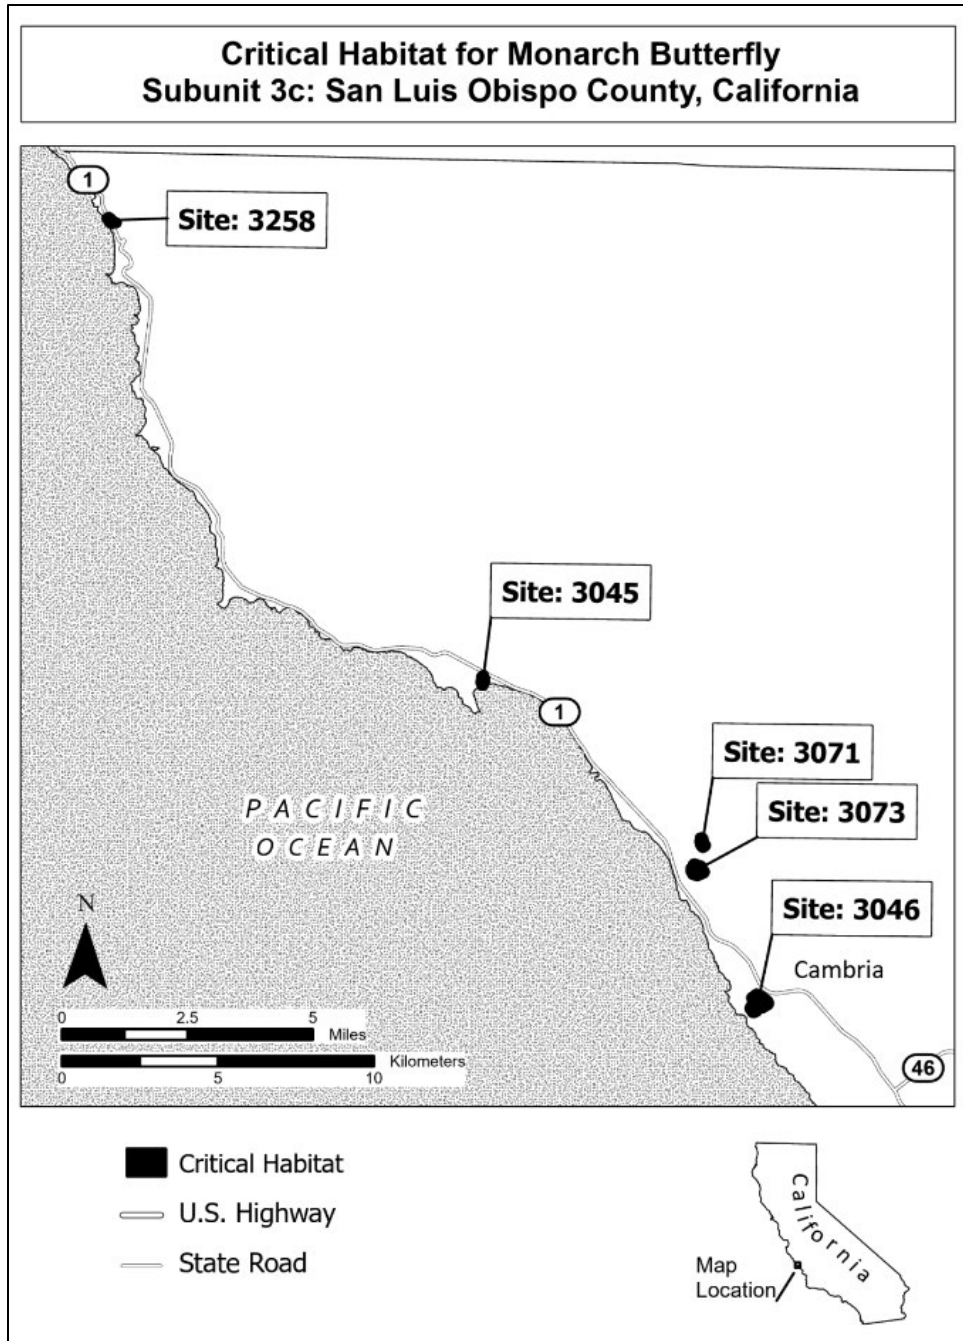 Critical Habitat for Monarch Butterfly
Subunit 3c: San Luis Obispo County, California
1
Site: 3258
Site: 3045
1
Site: 3071
Site: 3073
PACIFIC
OCEAN
Site: 3046
N
Cambria
0 2.5 5
Miles
Kilometers
0 5 10
46
Critical Habitat
U.S. Highway
State Road
California
Map
Location